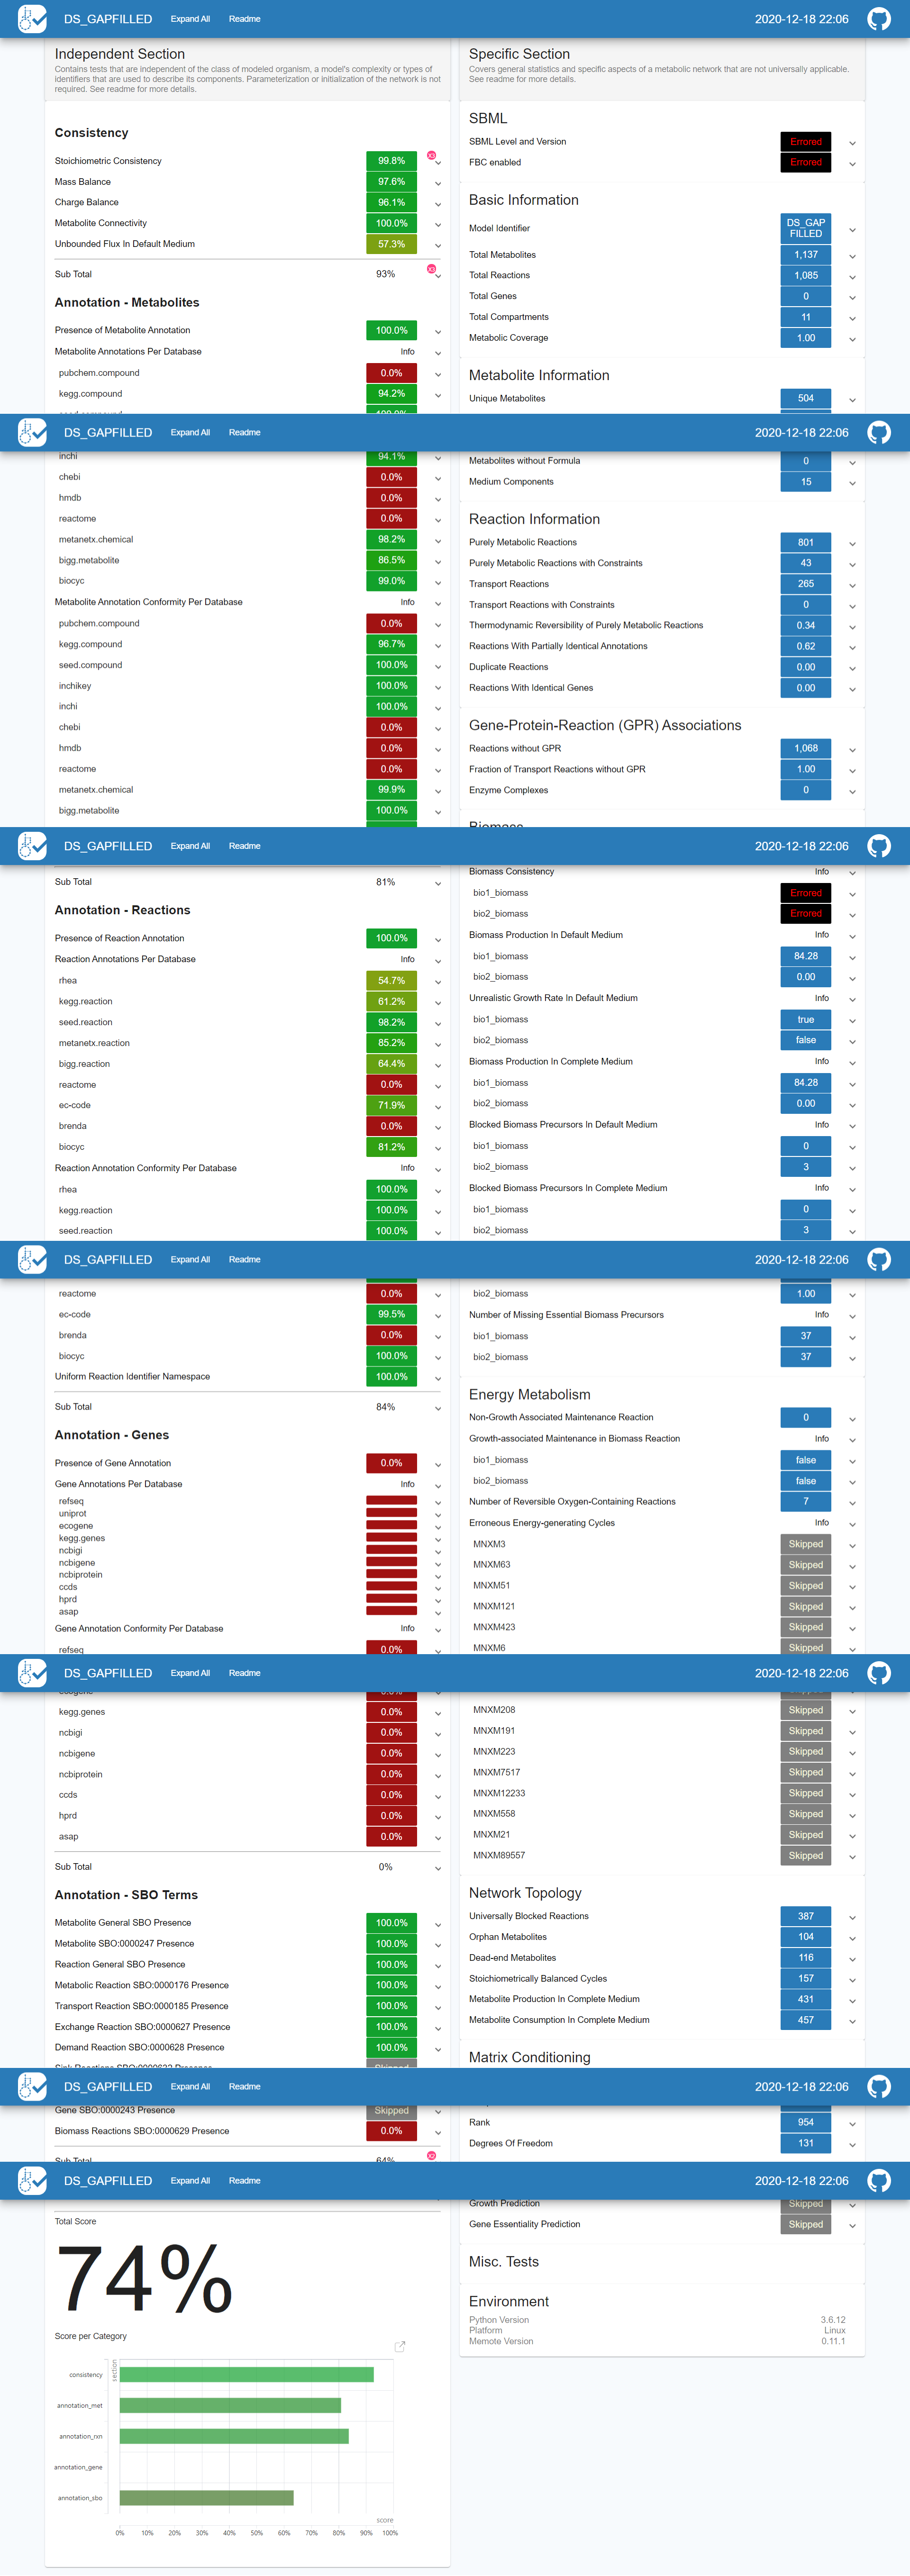 DS_GAPFILLED Expand All Readme 2020-12-18 22:06
Independent Section
Contains tests that are independent of the class of modeled organism, a model's complexity or types of
identifiers that are used to describe its components. Parameterization or initialization of the network is not
required. See readme for more details.
Consistency
Stoichiometric Consistency 99.8% x3
Mass Balance 97.6%
Charge Balance 96.1%
Metabolite Connectivity 100.0%
Unbounded Flux In Default Medium 57.3%
Sub Total 93% x3
Annotation - Metabolites
Presence of Metabolite Annotation 100.0%
Metabolite Annotations Per Database Info
pubchem.compound 0.0%
kegg.compound 94.2%
Specific Section
Covers general statistics and specific aspects of a metabolic network that are not universally applicable.
See readme for more details.
SBML
SBML Level and Version Errored
FBC enabled Errored
Basic Information
Model Identifier DS_GAP
FILLED
Total Metabolites 1,137
Total Reactions 1,085
Total Genes 0
Total Compartments 11
Metabolic Coverage 1.00
Metabolite Information
Unique Metabolites 504
DS_GAPFILLED Expand All Readme 2020-12-18 22:06
inchi 94.1%
chebi 0.0%
hmdb 0.0%
reactome 0.0%
metanetx.chemical 98.2%
bigg.metabolite 86.5%
biocyc 99.0%
Metabolite Annotation Conformity Per Database Info
pubchem.compound 0.0%
kegg.compound 96.7%
seed.compound 100.0%
inchikey 100.0%
inchi 100.0%
chebi 0.0%
hmdb 0.0%
reactome 0.0%
metanetx.chemical 99.9%
bigg.metabolite 100.0%
Metabolites without Formula 0
Medium Components 15
Reaction Information
Purely Metabolic Reactions 801
Purely Metabolic Reactions with Constraints 43
Transport Reactions 265
Transport Reactions with Constraints 0
Thermodynamic Reversibility of Purely Metabolic Reactions 0.34
Reactions With Partially Identical Annotations 0.62
Duplicate Reactions 0.00
Reactions With Identical Genes 0.00
Gene-Protein-Reaction (GPR) Associations
Reactions without GPR 1,068
Fraction of Transport Reactions without GPR 1.00
Enzyme Complexes 0
Biomass
DS_GAPFILLED Expand All Readme 2020-12-18 22:06
Sub Total 81%
Annotation - Reactions
Presence of Reaction Annotation 100.0%
Reaction Annotations Per Database Info
rhea 54.7%
kegg.reaction 61.2%
seed.reaction 98.2%
metanetx.reaction 85.2%
bigg.reaction 64.4%
reactome 0.0%
ec-code 71.9%
brenda 0.0%
biocyc 81.2%
Reaction Annotation Conformity Per Database Info
rhea 100.0%
kegg.reaction 100.0%
seed.reaction 100.0%
Biomass Consistency Info
bio1_biomass Errored
bio2_biomass Errored
Biomass Production In Default Medium Info
bio1_biomass 84.28
bio2_biomass 0.00
Unrealistic Growth Rate In Default Medium Info
bio1_biomass true
bio2_biomass false
Biomass Production In Complete Medium Info
bio1_biomass 84.28
bio2_biomass 0.00
Blocked Biomass Precursors In Default Medium Info
bio1_biomass 0
bio2_biomass 3
Blocked Biomass Precursors In Complete Medium Info
bio1_biomass 0
bio2_biomass 3
DS_GAPFILLED Expand All Readme 2020-12-18 22:06
reactome 0.0%
ec-code 99.5%
brenda 0.0%
biocyc 100.0%
Uniform Reaction Identifier Namespace 100.0%
Sub Total 84%
Annotation - Genes
Presence of Gene Annotation 0.0%
Gene Annotations Per Database Info
refseq
uniprot
ecogene
kegg.genes
ncbigi
ncbigene
ncbiprotein
ccds
hprd
asap
Gene Annotation Conformity Per Database Info
refseq 0.0%
bio2_biomass 1.00
Number of Missing Essential Biomass Precursors Info
bio1_biomass 37
bio2_biomass 37
Energy Metabolism
Non-Growth Associated Maintenance Reaction 0
Growth-associated Maintenance in Biomass Reaction Info
bio1_biomass false
bio2_biomass false
Number of Reversible Oxygen-Containing Reactions 7
Erroneous Energy-generating Cycles Info
MNXM3 Skipped
MNXM63 Skipped
MNXM51 Skipped
MNXM121 Skipped
MNXM423 Skipped
MNXM6 Skipped
DS_GAPFILLED Expand All Readme 2020-12-18 22:06
kegg.genes 0.0%
ncbigi 0.0%
ncbigene 0.0%
ncbiprotein 0.0%
ccds 0.0%
hprd 0.0%
asap 0.0%
Sub Total 0%
Annotation - SBO Terms
Metabolite General SBO Presence 100.0%
Metabolite SBO:0000247 Presence 100.0%
Reaction General SBO Presence 100.0%
Metabolic Reaction SBO:0000176 Presence 100.0%
Transport Reaction SBO:0000185 Presence 100.0%
Exchange Reaction SBO:0000627 Presence 100.0%
Demand Reaction SBO:0000628 Presence 100.0%
MNXM208 Skipped
MNXM191 Skipped
MNXM223 Skipped
MNXM7517 Skipped
MNXM12233 Skipped
MNXM558 Skipped
MNXM21 Skipped
MNXM89557 Skipped
Network Topology
Universally Blocked Reactions 387
Orphan Metabolites 104
Dead-end Metabolites 116
Stoichiometrically Balanced Cycles 157
Metabolite Production In Complete Medium 431
Metabolite Consumption In Complete Medium 457
Matrix Conditioning
DS_GAPFILLED Expand All Readme 2020-12-18 22:06
Gene SBO:0000243 Presence Skipped
Biomass Reactions SBO:0000629 Presence 0.0%
Sub Total 64%
Rank 954
Degrees Of Freedom 131
DS_GAPFILLED Expand All Readme 2020-12-18 22:06
Total Score
74%
Score per Category
section
consistency
annotation_met
annotation_rxn
annotation_gene
annotation_sbo
score
0% 10% 20% 30% 40% 50% 60% 70% 80% 90% 100%
Growth Prediction Skipped
Gene Essentiality Prediction Skipped
Misc. Tests
Environment
Python Version 3.6.12
Platform Linux
Memote Version 0.11.1